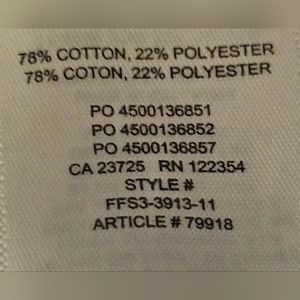 78% COTTON, 22% POLYESTER
78% COTON, 22% POLYESTER
PO 4500136851
PO 4500136852
PO 4500136857
CA 23725 RN 122354
STYLE #
FFS3-3913-11
ARTICLE # 79918